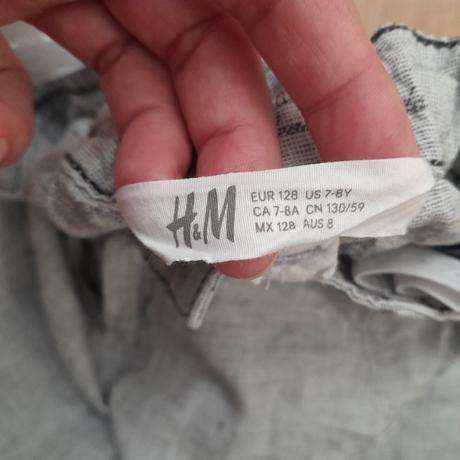 H&M
EUR 128 US 7-8Y
CA 7-8A CN 130/59
MX 128 AUS 8